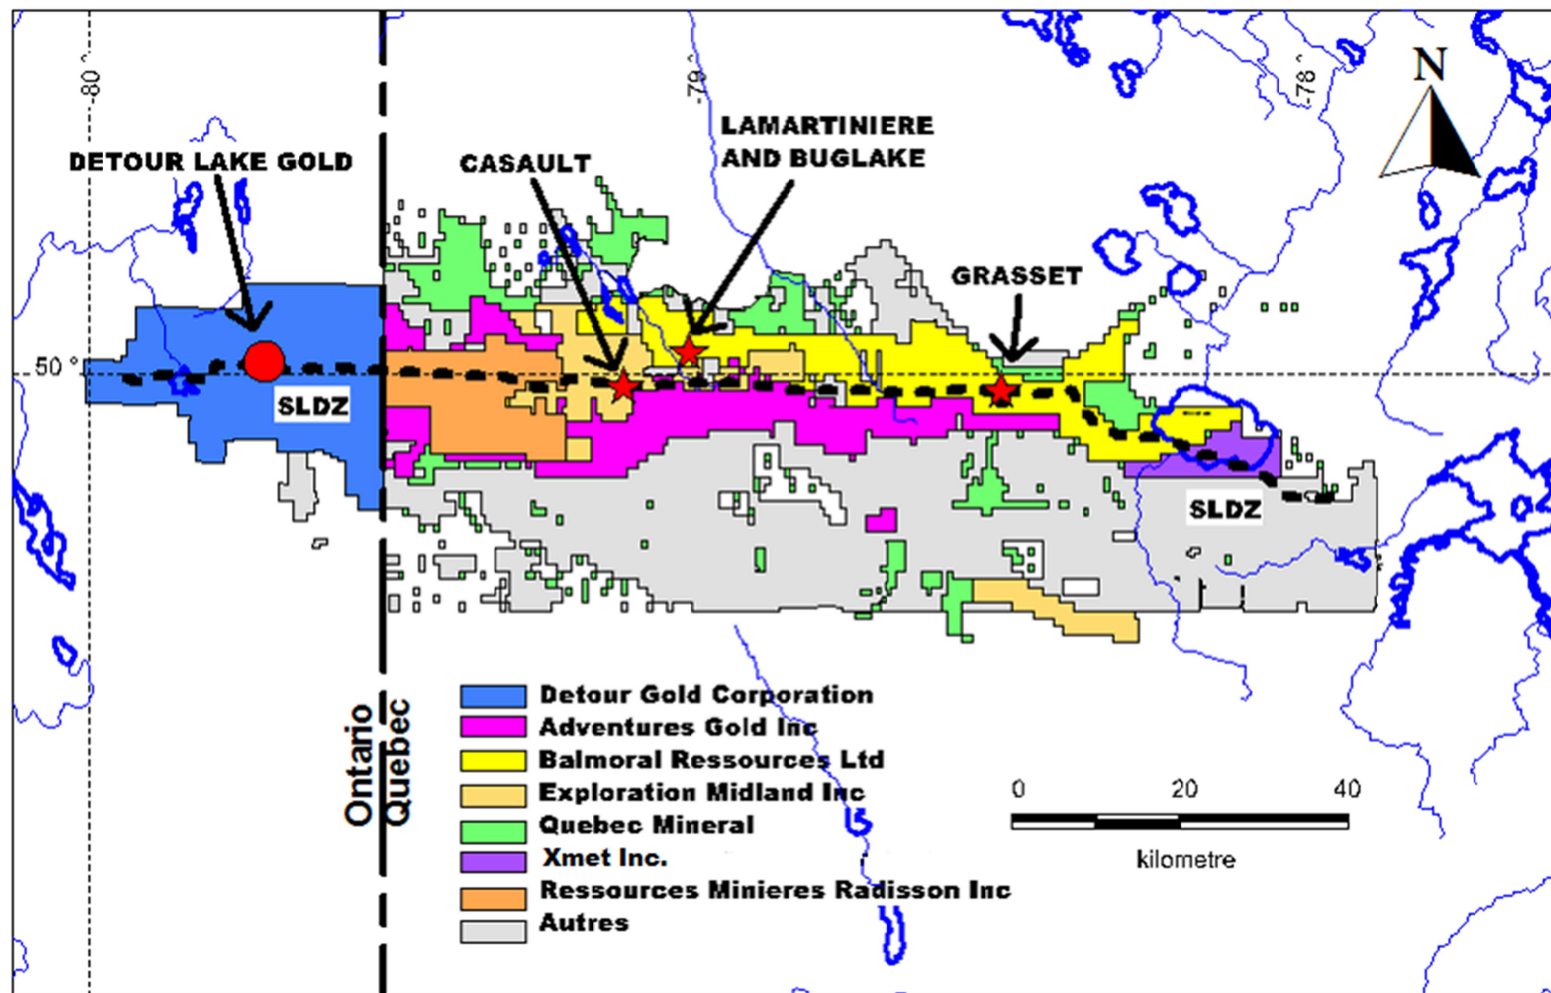 -80°
-79°
-78°
N
LAMARTINIERE
AND BUGLAKE
DETOUR LAKE GOLD
CASAULT
GRASSET
50°
SLDZ
SLDZ
Ontario
Quebec
Detour Gold Corporation
Adventures Gold Inc
Balmoral Ressources Ltd
Exploration Midland Inc
Quebec Mineral
Xmet Inc.
Ressources Minieres Radisson Inc
Autres
0 20 40
kilometre